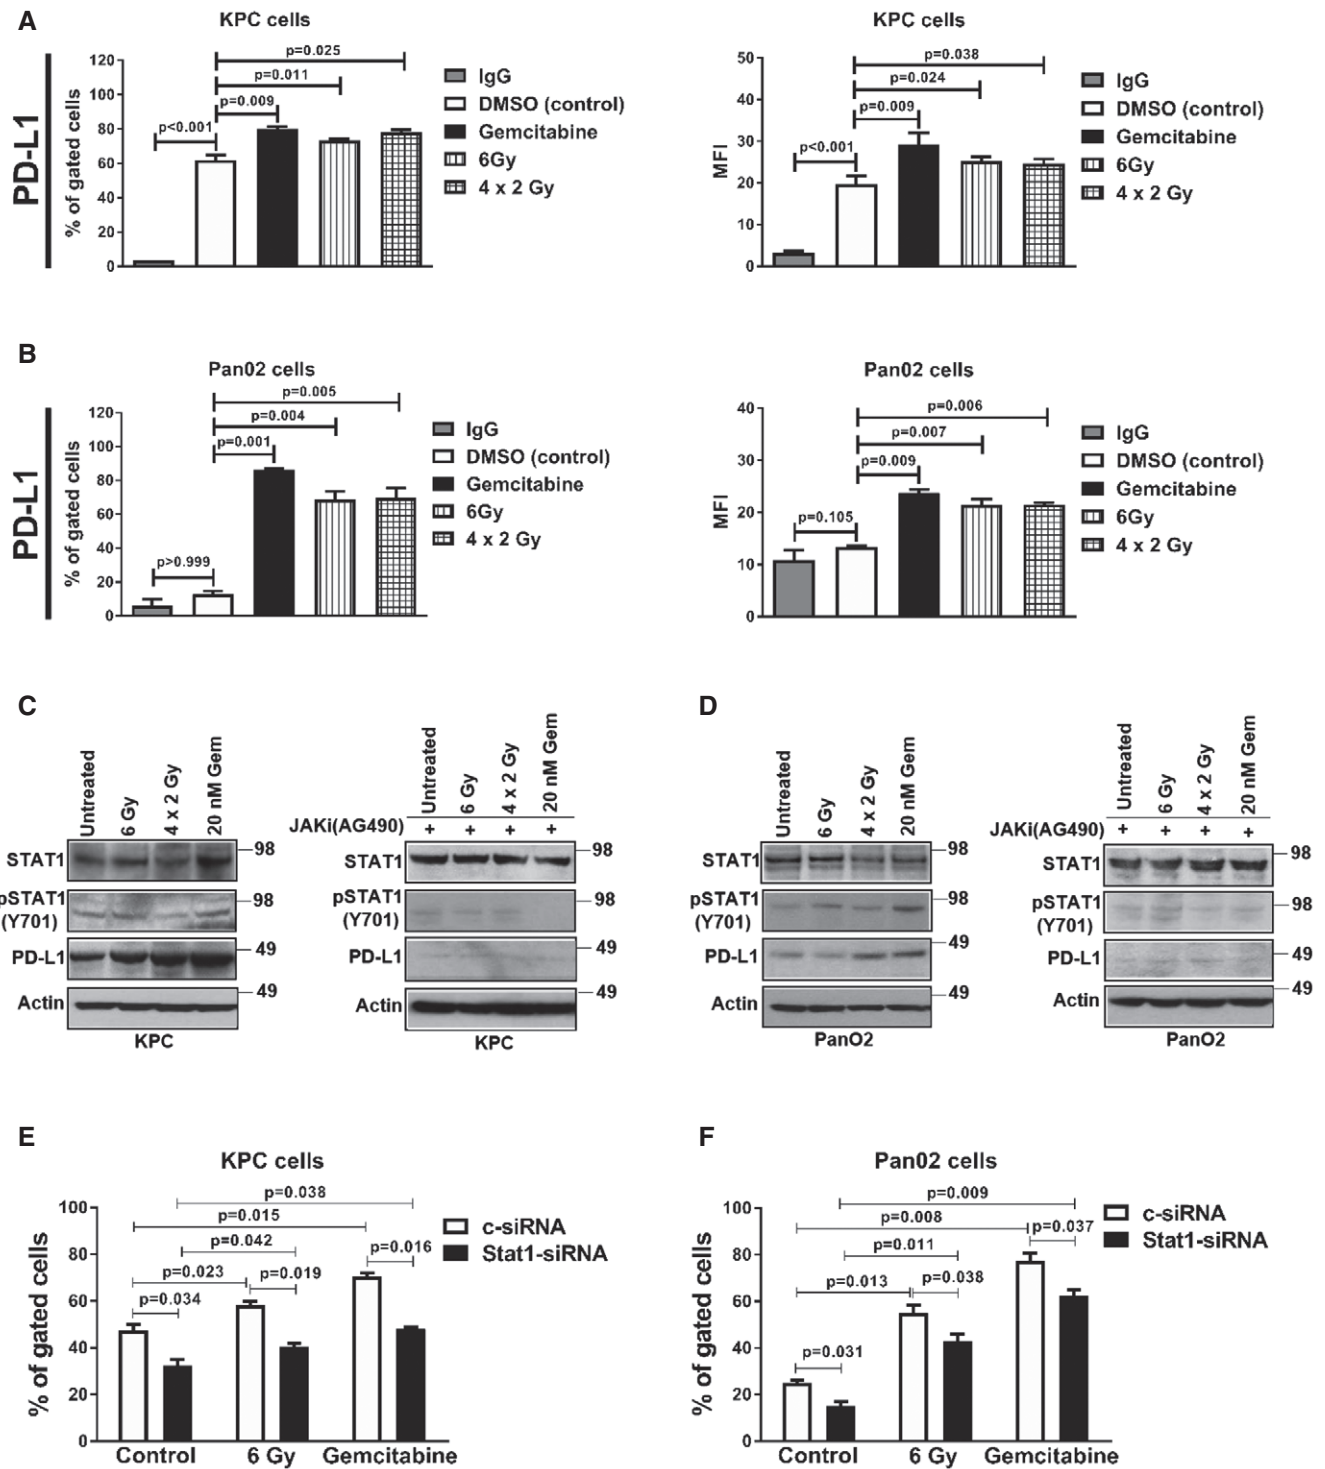 A
PD-L1
KPC cells
% of gated cells
120
100
80
60
40
20
0
p<0.001
p=0.009
p=0.011
p=0.025
IgG
DMSO (control)
Gemcitabine
6Gy
4 x 2 Gy
KPC cells
MFI
50
40
30
20
10
0
p<0.001
p=0.009
p=0.024
p=0.038
IgG
DMSO (control)
Gemcitabine
6Gy
4 x 2 Gy
B
PD-L1
Pan02 cells
% of gated cells
120
100
80
60
40
20
0
p>0.999
p=0.001
p=0.004
p=0.005
IgG
DMSO (control)
Gemcitabine
6Gy
4 x 2 Gy
Pan02 cells
MFI
40
30
20
10
0
p=0.105
p=0.009
p=0.007
p=0.006
IgG
DMSO (control)
Gemcitabine
6Gy
4 x 2 Gy
C
Untreated
6 Gy
4 x 2 Gy
20 nM Gem
STAT1
98
pSTAT1
(Y701)
98
PD-L1
49
Actin
49
KPC
Untreated
6 Gy
4 x 2 Gy
20 nM Gem
JAKi(AG490) + + + +
STAT1
98
pSTAT1
(Y701)
98
PD-L1
49
Actin
49
KPC
D
Untreated
6 Gy
4 x 2 Gy
20 nM Gem
STAT1
98
pSTAT1
(Y701)
98
PD-L1
49
Actin
49
PanO2
Untreated
6 Gy
4 x 2 Gy
20 nM Gem
JAKi(AG490) + + + +
STAT1
98
pSTAT1
(Y701)
98
PD-L1
49
Actin
49
PanO2
E
KPC cells
% of gated cells
100
80
60
40
20
0
p=0.038
p=0.015
p=0.042
p=0.016
p=0.023
p=0.019
p=0.034
Control
6 Gy
Gemcitabine
c-siRNA
Stat1-siRNA
F
Pan02 cells
% of gated cells
100
80
60
40
20
0
p=0.009
p=0.008
p=0.037
p=0.011
p=0.013
p=0.038
p=0.031
Control
6 Gy
Gemcitabine
c-siRNA
Stat1-siRNA